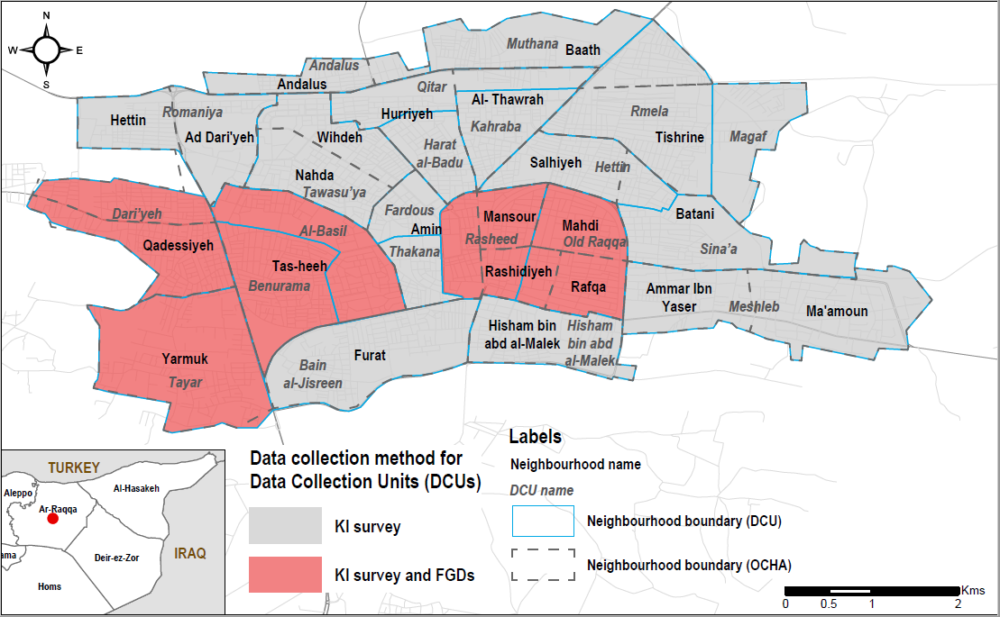 N
W
E
S
Muthana
Baath
Andalus
Andalus
Qitar
Al- Thawrah
Hettin
Romaniya
Hurriyeh
Kahraba
Rmela
Ad Dari'yeh
Wihdeh
Harat
al-Badu
Tishrine
Magaf
Nahda
Salhiyeh
Hettin
Tawasu'ya
Dari'yeh
Fardous
Amin
Mansour
Mahdi
Batani
Al-Basil
Rasheed
Old Raqqa
Qadessiyeh
Thakana
Sina'a
Tas-heeh
Rashidiyeh
Benurama
Rafqa
Ammar Ibn
Yaser
Meshleb
Ma'amoun
Hisham bin
abd al-Malek
Hisham
bin abd
al-Malek
Furat
Yarmuk
Bain
al-Jisreen
Tayar
Labels
Neighbourhood name
DCU name
Neighbourhood boundary (DCU)
Neighbourhood boundary (OCHA)
Data collection method for
Data Collection Units (DCUs)
KI survey
KI survey and FGDs
TURKEY
Aleppo
Al-Hasakeh
Ar-Raqqa
IRAQ
ama
Deir-ez-Zor
Homs
Kms
0 0.5 1 2